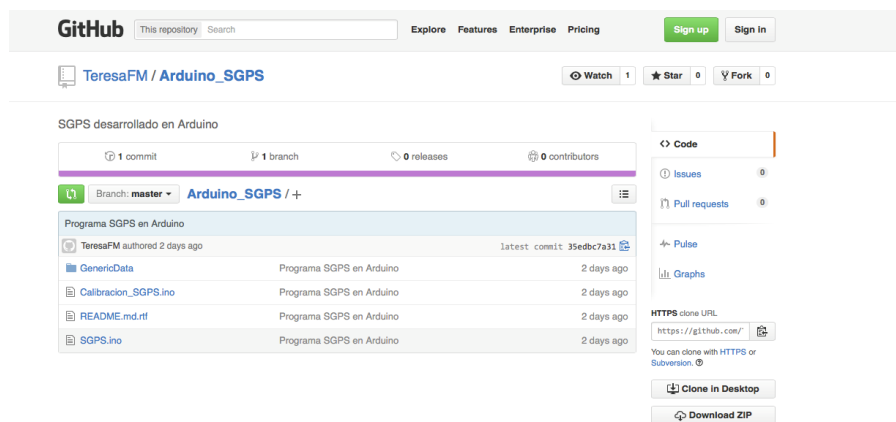 GitHub This repository Search Explore Features Enterprise Pricing Sign up Sign in
TeresaFM / Arduino_SGPS Watch 1 Star 0 Fork 0
SGPS desarrollado en Arduino
1 commit 1 branch 0 releases 0 contributors
Branch: master Arduino_SGPS / +
Programa SGPS en Arduino
TeresaFM authored 2 days ago latest commit 35edbc7a31
GenericData Programa SGPS en Arduino 2 days ago
Calibracion_SGPS.ino Programa SGPS en Arduino 2 days ago
README.md.rtf Programa SGPS en Arduino 2 days ago
SGPS.ino Programa SGPS en Arduino 2 days ago
<> Code
Issues 0
Pull requests 0
Pulse
Graphs
HTTPS clone URL
https://github.com/
You can clone with HTTPS or
Subversion.
Clone in Desktop
Download ZIP